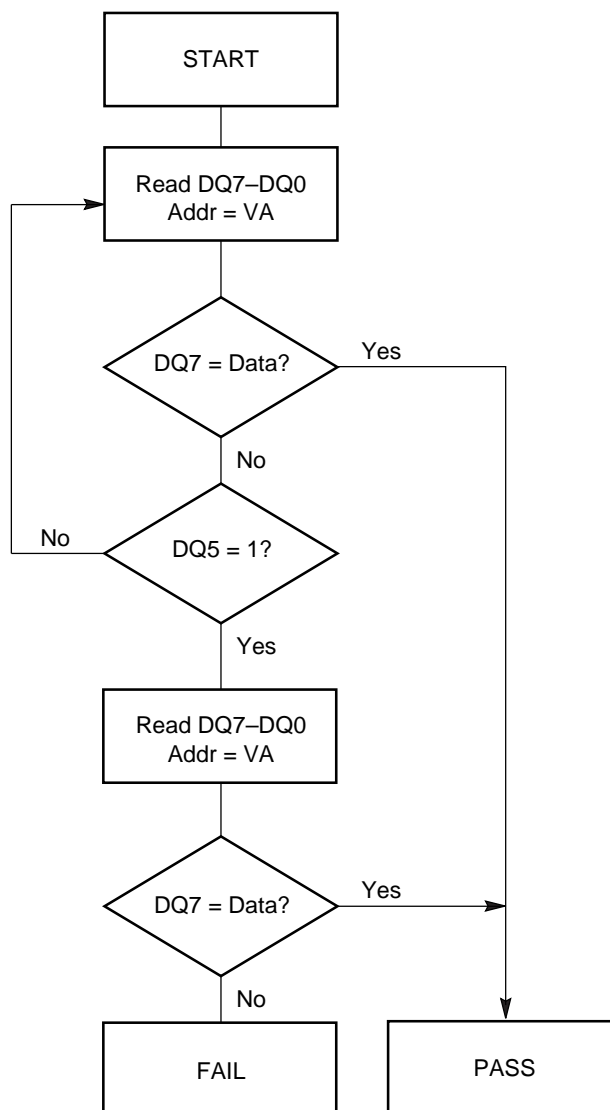 START
Read DQ7–DQ0
Addr = VA
DQ7 = Data?
Yes
No
No
DQ5 = 1?
Yes
Read DQ7–DQ0
Addr = VA
DQ7 = Data?
Yes
No
FAIL
PASS